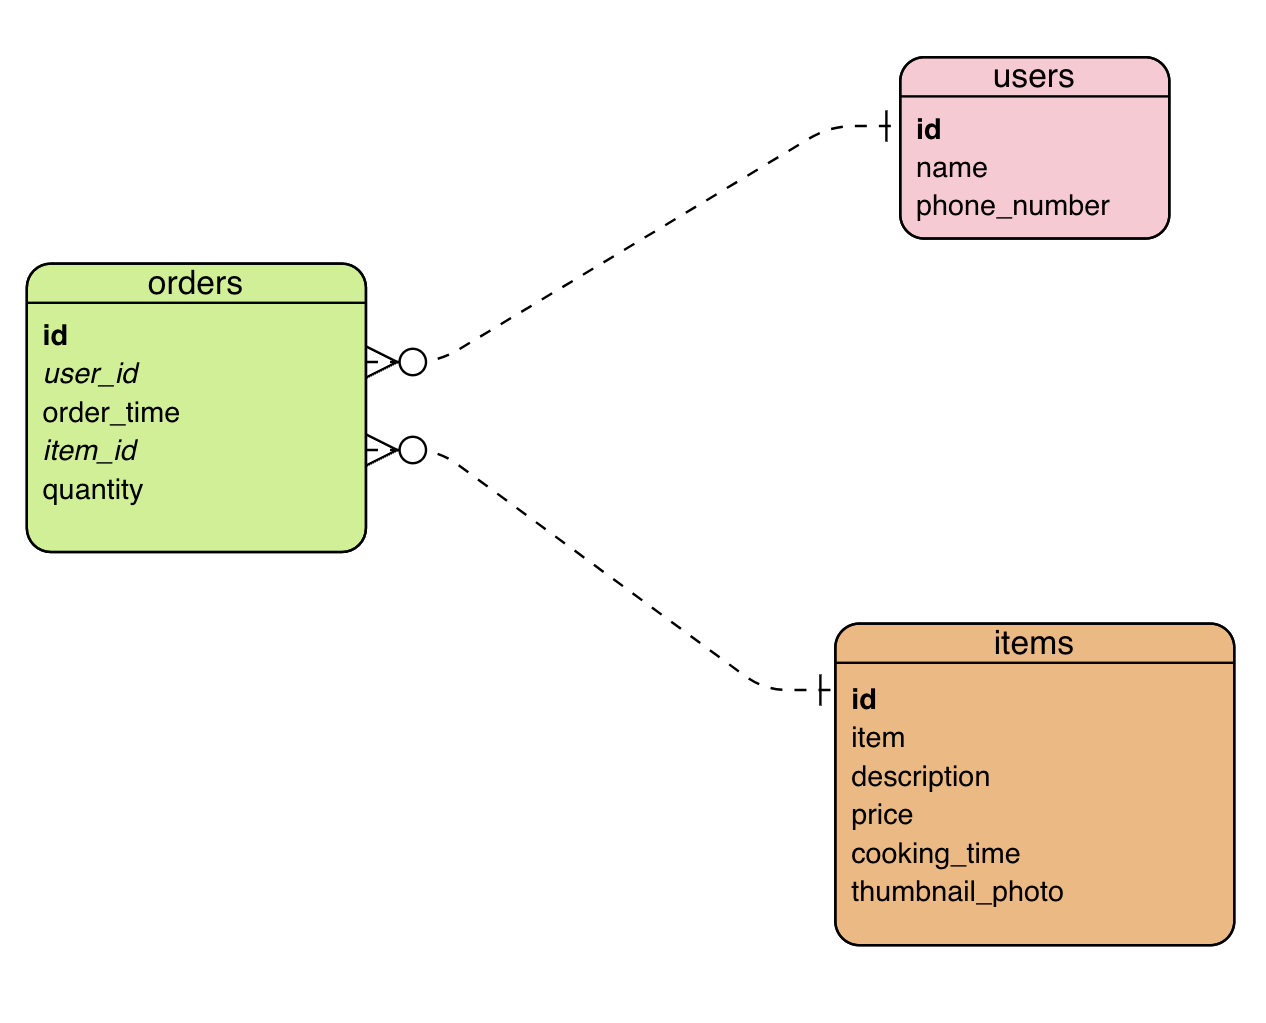 users
id
name
phone_number
orders
id
user_id
order_time
item_id
quantity
items
id
item
description
price
cooking_time
thumbnail_photo